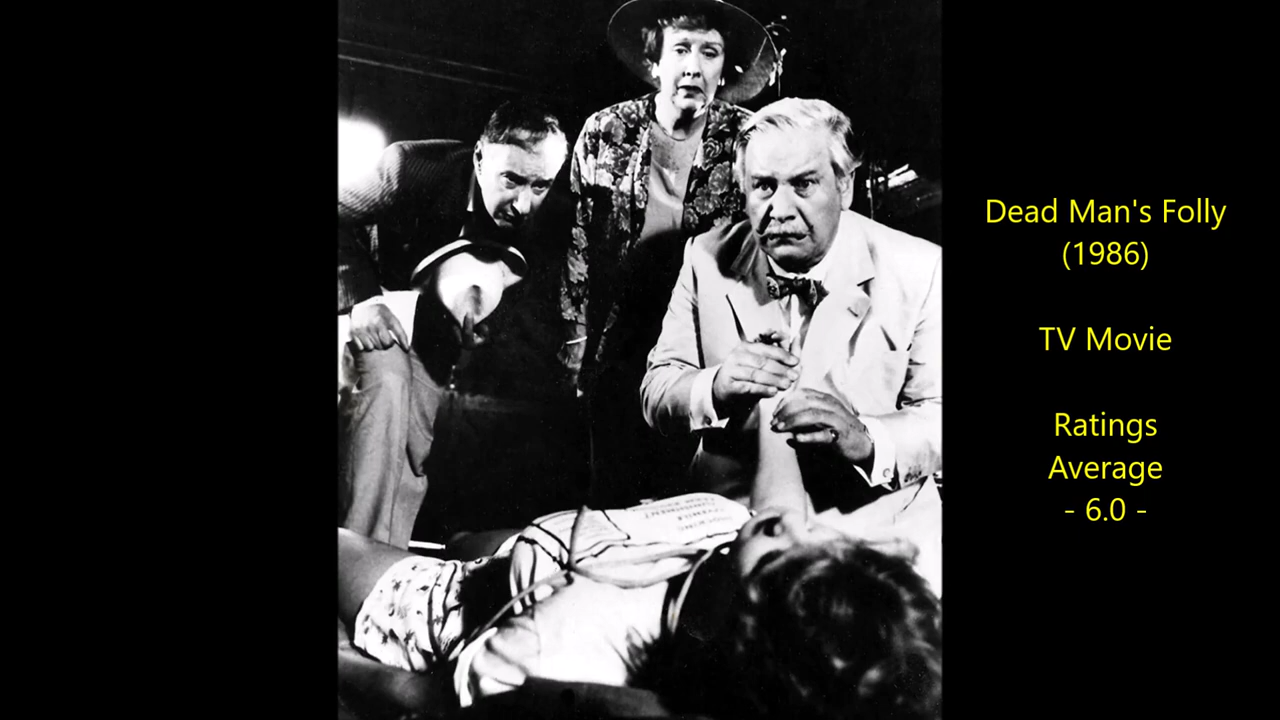 Dead Man's Folly
(1986)
TV Movie
Ratings
Average
- 6.0 -